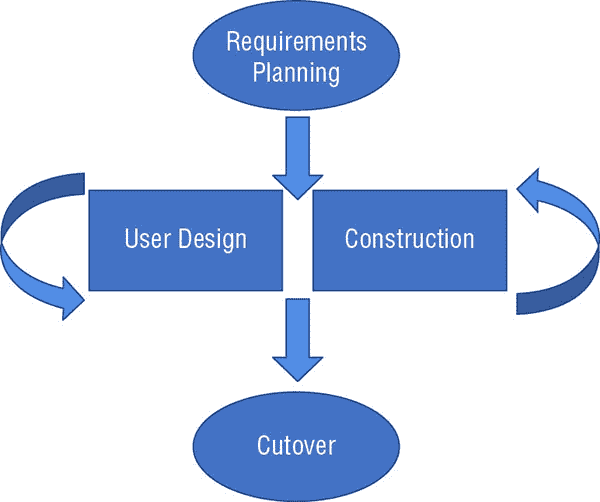 Requirements
Planning
User Design
Construction
Cutover